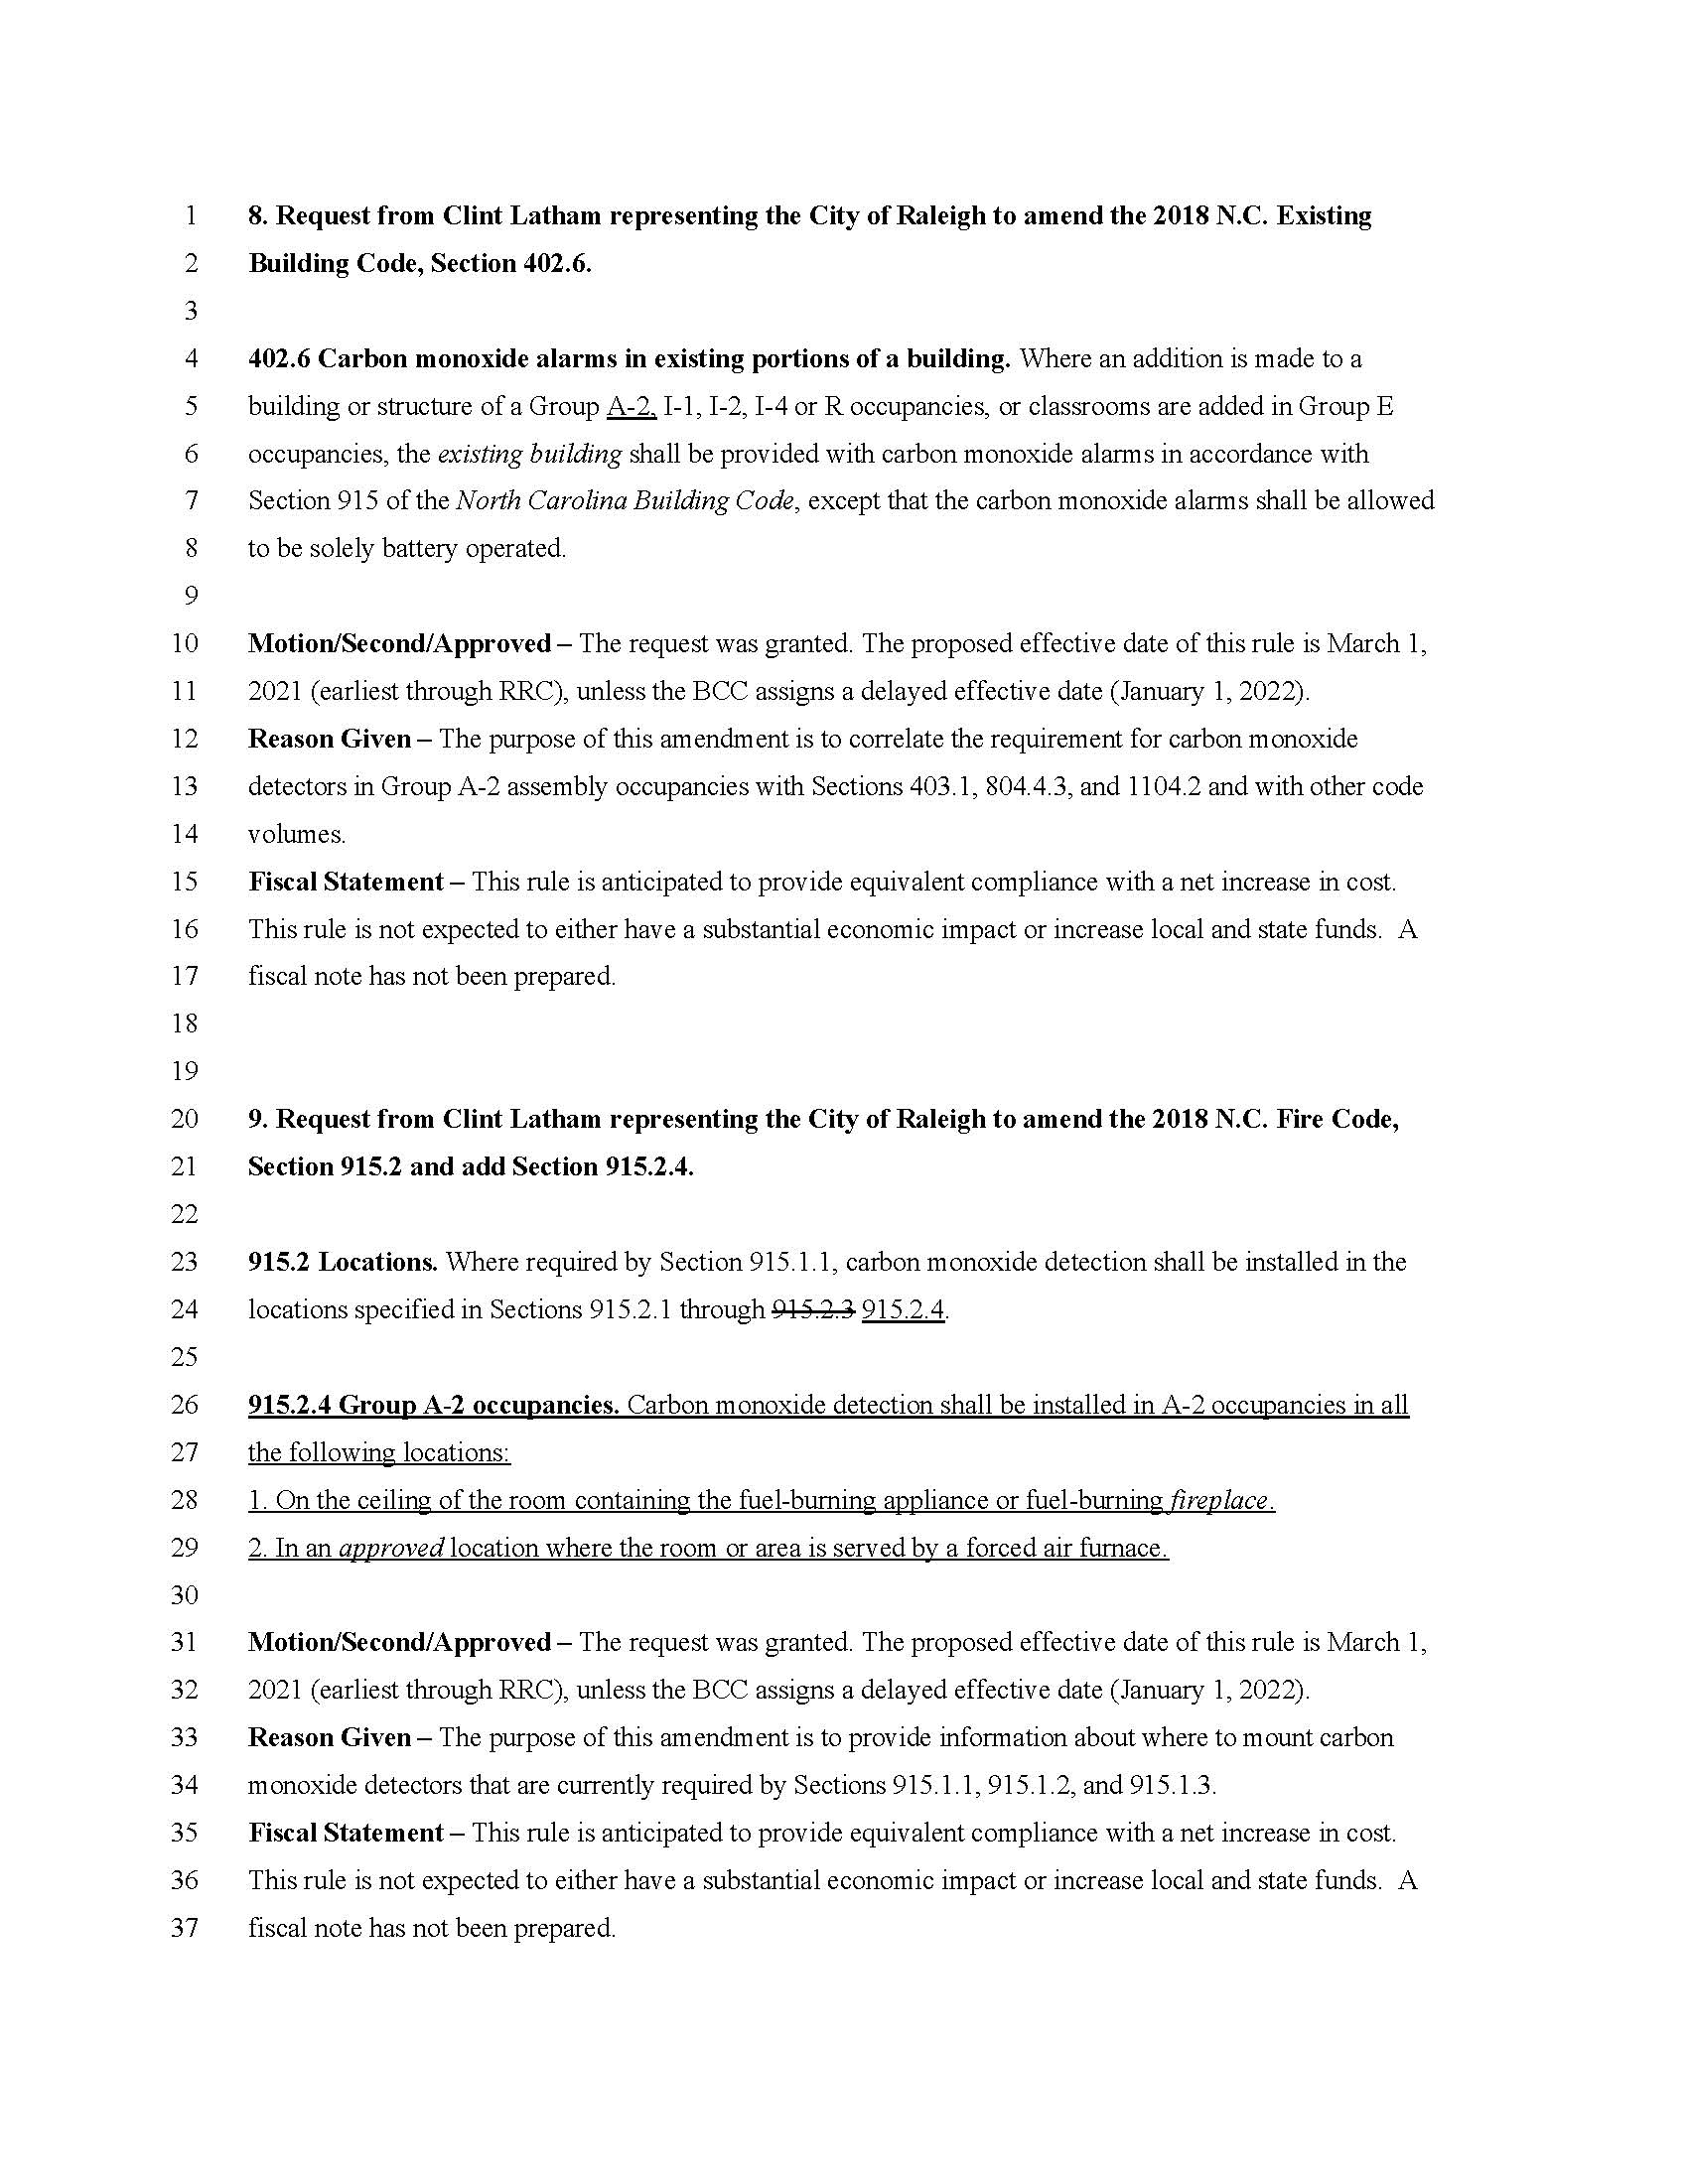 1 8. Request from Clint Latham representing the City of Raleigh to amend the 2018 N.C. Existing
2 Building Code, Section 402.6.
3
4 402.6 Carbon monoxide alarms in existing portions of a building. Where an addition is made to a
5 building or structure of a Group A-2, I-1, I-2, I-4 or R occupancies, or classrooms are added in Group E
6 occupancies, the existing building shall be provided with carbon monoxide alarms in accordance with
7 Section 915 of the North Carolina Building Code, except that the carbon monoxide alarms shall be allowed
8 to be solely battery operated.
9
10 Motion/Second/Approved – The request was granted. The proposed effective date of this rule is March 1,
11 2021 (earliest through RRC), unless the BCC assigns a delayed effective date (January 1, 2022).
12 Reason Given – The purpose of this amendment is to correlate the requirement for carbon monoxide
13 detectors in Group A-2 assembly occupancies with Sections 403.1, 804.4.3, and 1104.2 and with other code
14 volumes.
15 Fiscal Statement – This rule is anticipated to provide equivalent compliance with a net increase in cost.
16 This rule is not expected to either have a substantial economic impact or increase local and state funds.  A
17 fiscal note has not been prepared.
18
19
20 9. Request from Clint Latham representing the City of Raleigh to amend the 2018 N.C. Fire Code,
21 Section 915.2 and add Section 915.2.4.
22
23 915.2 Locations. Where required by Section 915.1.1, carbon monoxide detection shall be installed in the
24 locations specified in Sections 915.2.1 through 915.2.3 915.2.4.
25
26 915.2.4 Group A-2 occupancies. Carbon monoxide detection shall be installed in A-2 occupancies in all
27 the following locations:
28 1. On the ceiling of the room containing the fuel-burning appliance or fuel-burning fireplace.
29 2. In an approved location where the room or area is served by a forced air furnace.
30
31 Motion/Second/Approved – The request was granted. The proposed effective date of this rule is March 1,
32 2021 (earliest through RRC), unless the BCC assigns a delayed effective date (January 1, 2022).
33 Reason Given – The purpose of this amendment is to provide information about where to mount carbon
34 monoxide detectors that are currently required by Sections 915.1.1, 915.1.2, and 915.1.3.
35 Fiscal Statement – This rule is anticipated to provide equivalent compliance with a net increase in cost.
36 This rule is not expected to either have a substantial economic impact or increase local and state funds.  A
37 fiscal note has not been prepared.